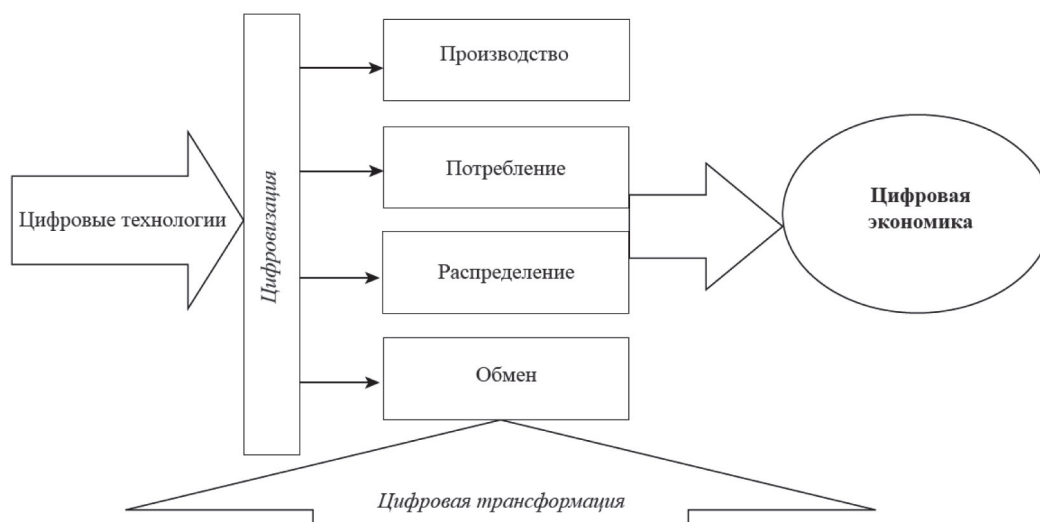 Производство
Потребление
Цифровые технологии
Цифровизация
Распределение
Обмен
Цифровая
экономика
Цифровая трансформация